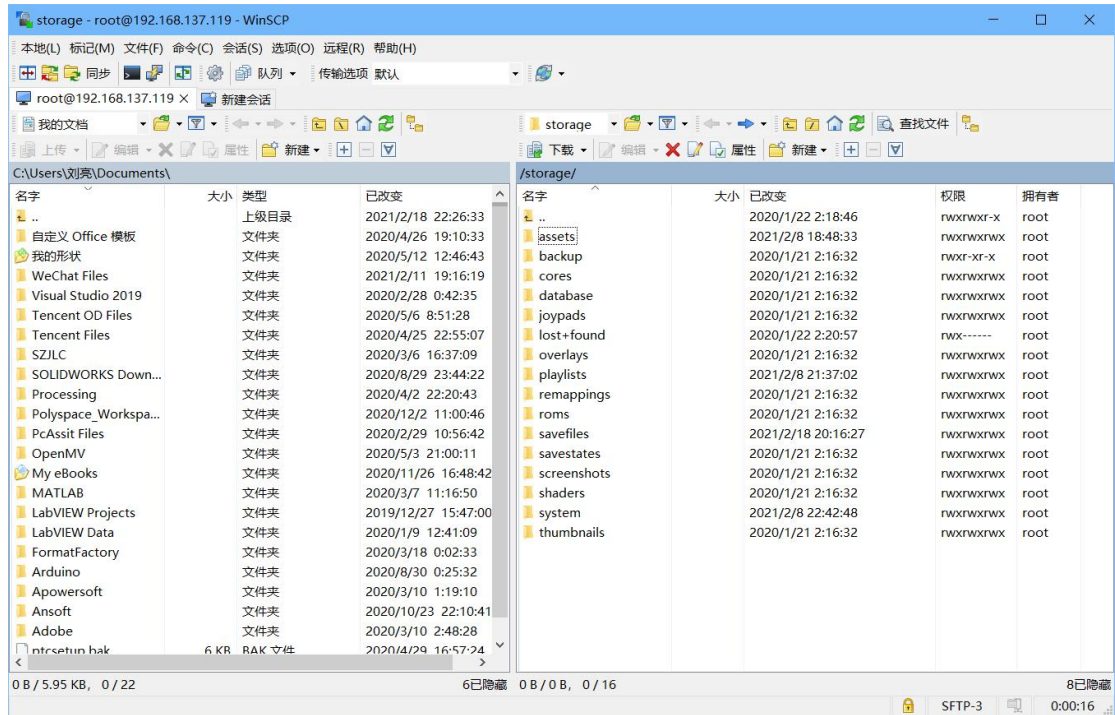 storage - root@192.168.137.119 - WinSCP
本地(L) 标记(M) 文件(F) 命令(C) 会话(S) 选项(O) 远程(R) 帮助(H)
同步 队列 传输选项 默认
root@192.168.137.119 × 新建会话
我的文档 storage 查找文件
上传 编辑 属性 新建 下载 编辑 属性 新建
C:\Users\刘亮\Documents\ /storage/
名字 大小 类型 已改变 名字 大小 已改变 权限 拥有者
.. 上级目录 2021/2/18 22:26:33 .. 2020/1/22 2:18:46 rwxrwxr-x root
自定义 Office 模板 文件夹 2020/4/26 19:10:33 assets 2021/2/8 18:48:33 rwxrwxrwx root
我的形状 文件夹 2020/5/12 12:46:43 backup 2020/1/21 2:16:32 rwxr-xr-x root
WeChat Files 文件夹 2021/2/11 19:16:19 cores 2020/1/21 2:16:32 rwxrwxrwx root
Visual Studio 2019 文件夹 2020/2/28 0:42:35 database 2020/1/21 2:16:32 rwxrwxrwx root
Tencent OD Files 文件夹 2020/5/6 8:51:28 joypads 2020/1/21 2:16:32 rwxrwxrwx root
Tencent Files 文件夹 2020/4/25 22:55:07 lost+found 2020/1/22 2:20:57 rwx------ root
SZJLC 文件夹 2020/3/6 16:37:09 overlays 2020/1/21 2:16:32 rwxrwxrwx root
SOLIDWORKS Down... 文件夹 2020/8/29 23:44:22 playlists 2021/2/8 21:37:02 rwxrwxrwx root
Processing 文件夹 2020/4/2 22:20:43 remappings 2020/1/21 2:16:32 rwxrwxrwx root
Polyspace_Workspa... 文件夹 2020/12/2 11:00:46 roms 2020/1/21 2:16:32 rwxrwxrwx root
PcAssit Files 文件夹 2020/2/29 10:56:42 savefiles 2021/2/18 20:16:27 rwxrwxrwx root
OpenMV 文件夹 2020/5/3 21:00:11 savestates 2020/1/21 2:16:32 rwxrwxrwx root
My eBooks 文件夹 2020/11/26 16:48:42 screenshots 2020/1/21 2:16:32 rwxrwxrwx root
MATLAB 文件夹 2020/3/7 11:16:50 shaders 2020/1/21 2:16:32 rwxrwxrwx root
LabVIEW Projects 文件夹 2019/12/27 15:47:00 system 2021/2/8 22:42:48 rwxrwxrwx root
LabVIEW Data 文件夹 2020/1/9 12:41:09 thumbnails 2020/1/21 2:16:32 rwxrwxrwx root
FormatFactory 文件夹 2020/3/18 0:02:33
Arduino 文件夹 2020/8/30 0:25:32
Apowersoft 文件夹 2020/3/10 1:19:10
Ansoft 文件夹 2020/10/23 22:10:41
Adobe 文件夹 2020/3/10 2:48:28
ptcsetup.bak 6 KB BAK 文件 2020/4/29 16:57:24
0 B / 5.95 KB, 0 / 22 6已隐藏 0 B / 0 B, 0 / 16 8已隐藏
SFTP-3 0:00:16